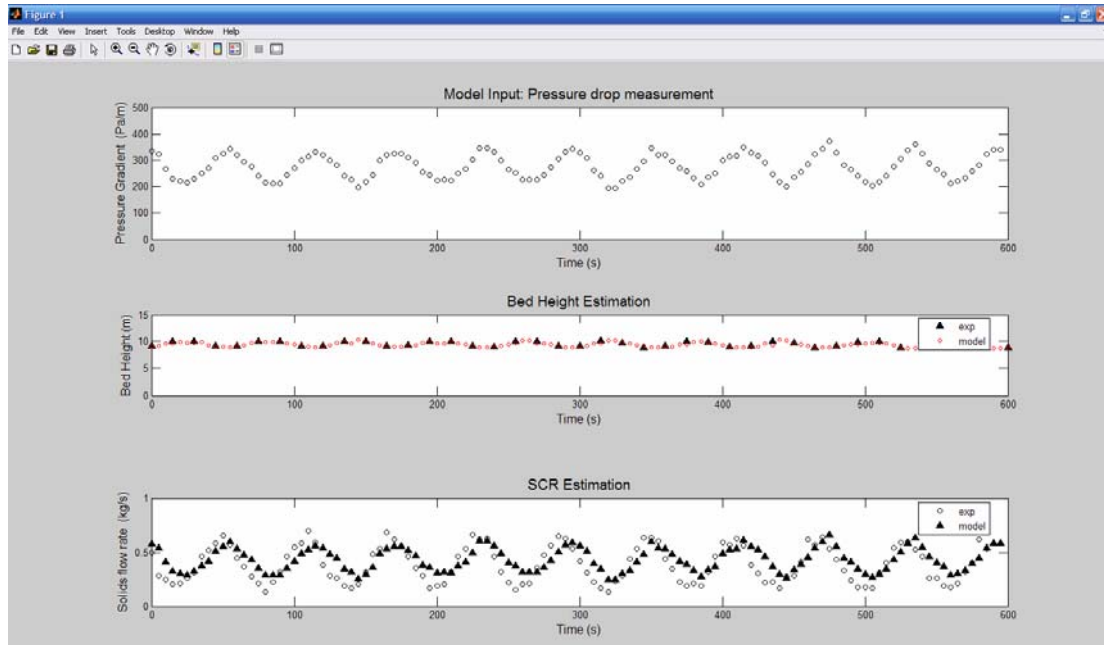 Figure 1
File Edit View Insert Tools Desktop Window Help
Model Input: Pressure drop measurement
Pressure Gradient (Pa/m)
500
400
300
200
100
0
0 100 200 300 400 500 600
Time (s)
Bed Height Estimation
Bed Height (m)
15
10
5
0
exp
model
0 100 200 300 400 500 600
Time (s)
SCR Estimation
Solids flow rate (kg/s)
1
0.5
0
exp
model
0 100 200 300 400 500 600
Time (s)